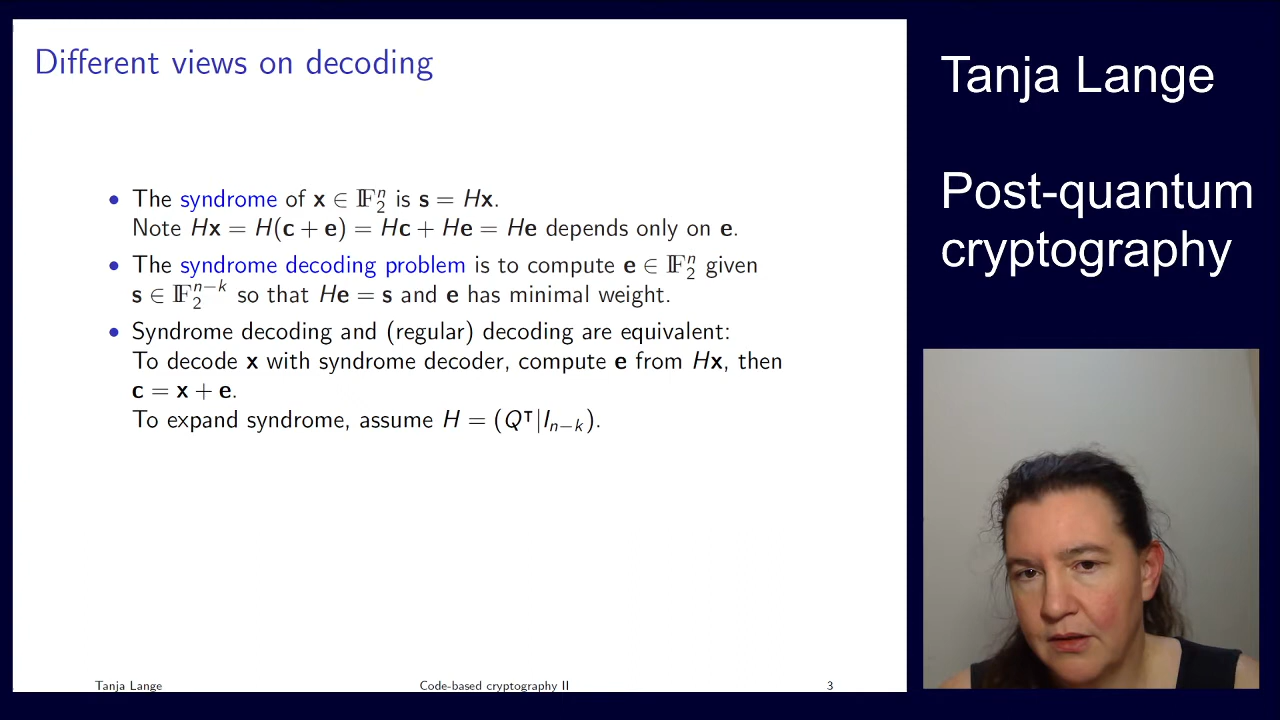 Different views on decoding
• The syndrome of x ∈ 𝔽₂ⁿ is s = Hx.
Note Hx = H(c + e) = Hc + He = He depends only on e.
• The syndrome decoding problem is to compute e ∈ 𝔽₂ⁿ given
s ∈ 𝔽₂ⁿ⁻ᵏ so that He = s and e has minimal weight.
• Syndrome decoding and (regular) decoding are equivalent:
To decode x with syndrome decoder, compute e from Hx, then
c = x + e.
To expand syndrome, assume H = (Qᵀ|Iₙ₋ₖ).
Tanja Lange
Code-based cryptography II
3
Tanja Lange
Post-quantum
cryptography